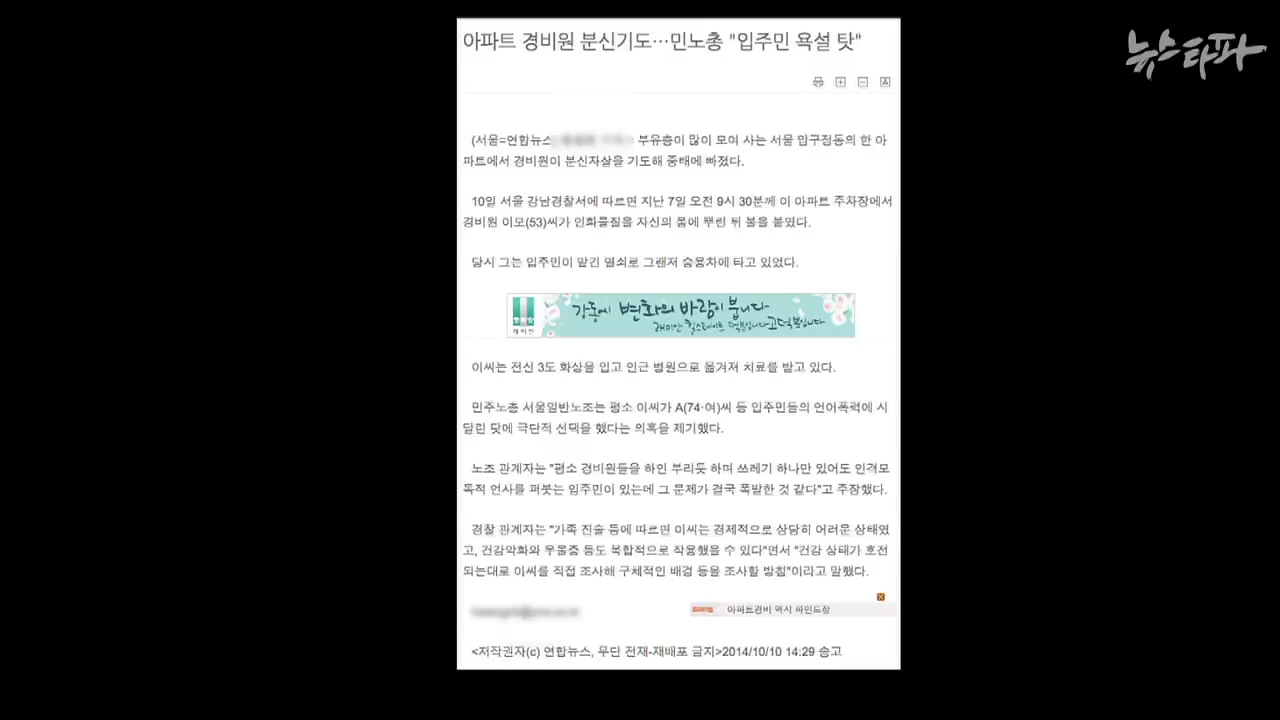 아파트 경비원 분신기도…민노총 "입주민 욕설 탓"
뉴스타파
(서울=연합뉴스 부유층이 많이 모여 사는 서울 압구정동의 한 아
파트에서 경비원이 분신자살을 기도해 중태에 빠졌다.
10일 서울 강남경찰서에 따르면 지난 7일 오전 9시 30분께 이 아파트 주차장에서
경비원 이모(53)씨가 인화물질을 자신의 몸에 뿌린 뒤 불을 붙였다.
당시 그는 입주민이 맡긴 열쇠로 그랜저 승용차에 타고 있었다.
강동에 변화의 바람이 붑니다
래미안 힐스테이트 고덕
래미안
이씨는 전신 3도 화상을 입고 인근 병원으로 옮겨져 치료를 받고 있다.
민주노총 서울일반노조는 평소 이씨가 A(74·여)씨 등 입주민들의 언어폭력에 시
달린 탓에 극단적 선택을 했다는 의혹을 제기했다.
노조 관계자는 "평소 경비원들을 하인 부리듯 하며 쓰레기 하나만 있어도 인격모
독적 언사를 퍼붓는 입주민이 있는데 그 문제가 결국 폭발한 것 같다"고 주장했다.
경찰 관계자는 "가족 진술 등에 따르면 이씨는 경제적으로 상당히 어려운 상태였
고, 건강악화와 우울증 등도 복합적으로 작용했을 수 있다"면서 "건강 상태가 호전
되는대로 이씨를 직접 조사해 구체적인 배경 등을 조사할 방침"이라고 말했다.
프리미엄 아파트경비 역시 파인드잡
<저작권자(c) 연합뉴스, 무단 전재-재배포 금지>2014/10/10 14:29 송고